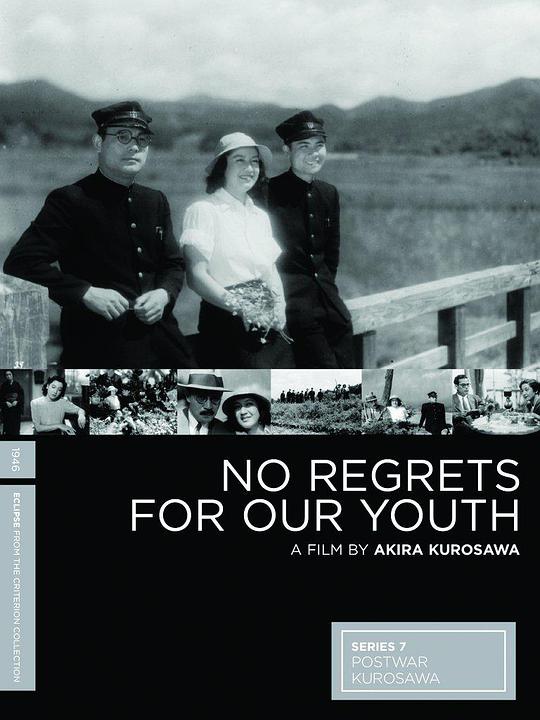 NO REGRETS
FOR OUR YOUTH
A FILM BY AKIRA KUROSAWA
1946
ECLIPSE FROM THE CRITERION COLLECTION
SERIES 7
POSTWAR
KUROSAWA